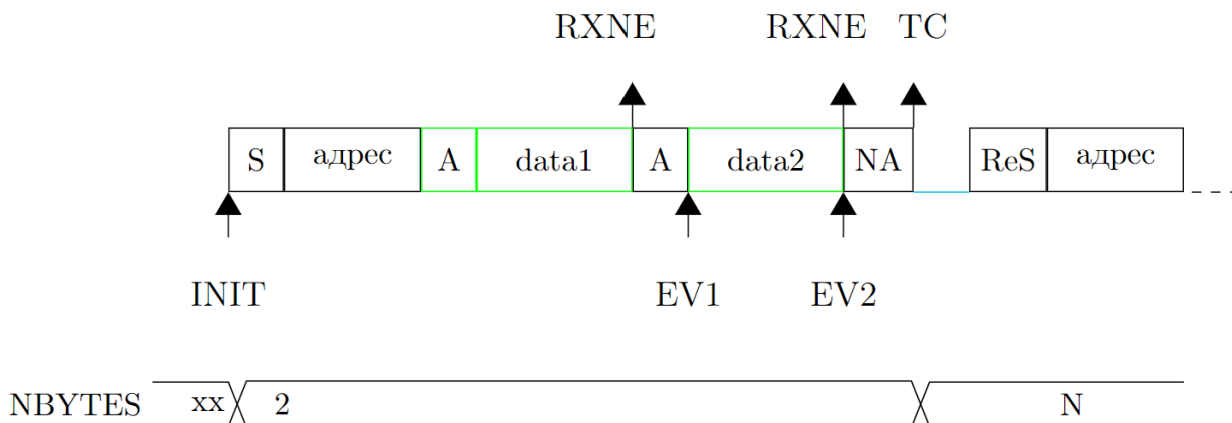 RXNE RXNE TC
S адрес A data1 A data2 NA ReS адрес
INIT EV1 EV2
NBYTES xx 2 N